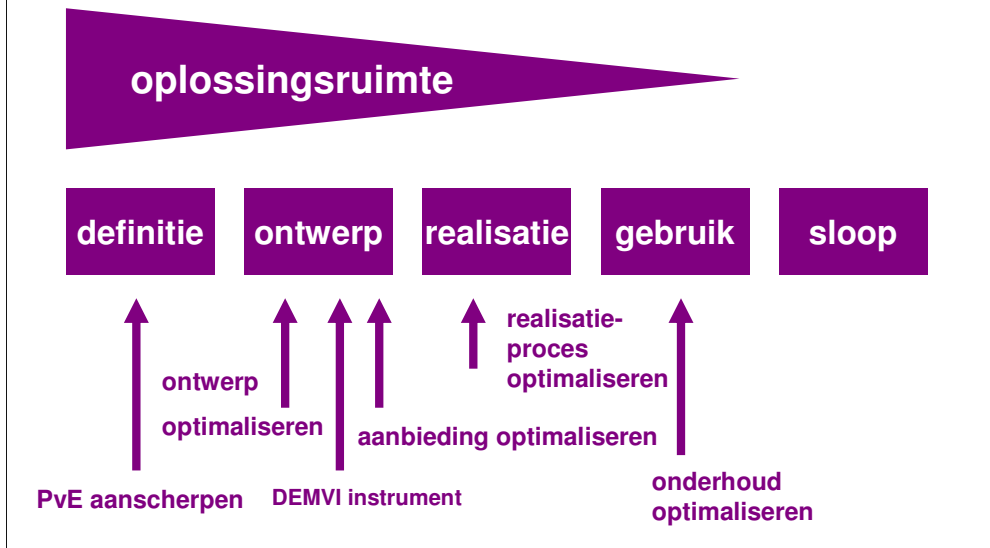 oplossingsruimte
definitie
ontwerp
realisatie
gebruik
sloop
realisatie-
proces
optimaliseren
ontwerp
optimaliseren
aanbieding optimaliseren
PvE aanscherpen
DEMVI instrument
onderhoud
optimaliseren